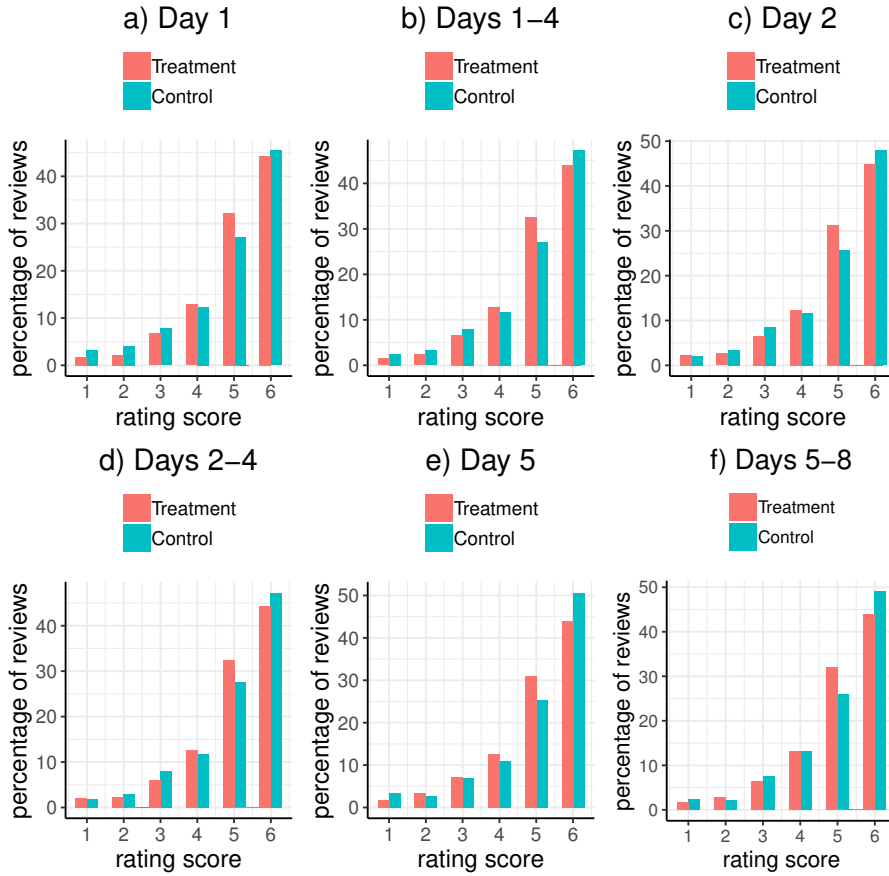 a) Day 1
Treatment
Control
percentage of reviews
40
30
20
10
0
1 2 3 4 5 6
rating score
b) Days 1−4
Treatment
Control
percentage of reviews
40
30
20
10
0
1 2 3 4 5 6
rating score
c) Day 2
Treatment
Control
percentage of reviews
50
40
30
20
10
0
1 2 3 4 5 6
rating score
d) Days 2−4
Treatment
Control
percentage of reviews
40
30
20
10
0
1 2 3 4 5 6
rating score
e) Day 5
Treatment
Control
percentage of reviews
50
40
30
20
10
0
1 2 3 4 5 6
rating score
f) Days 5−8
Treatment
Control
percentage of reviews
50
40
30
20
10
0
1 2 3 4 5 6
rating score